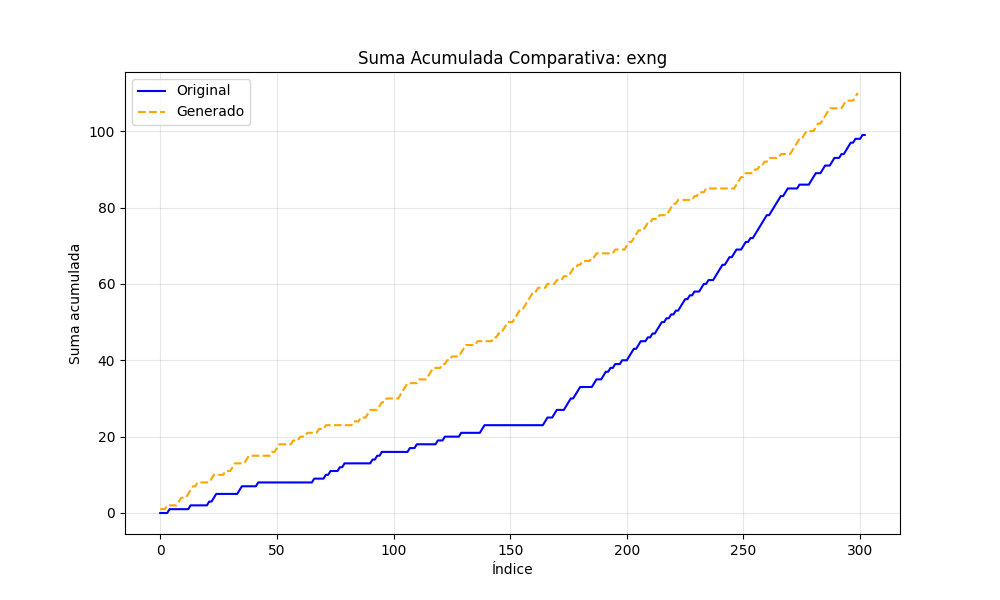 Suma Acumulada Comparativa: exng
Original
Generado
Suma acumulada
100
80
60
40
20
0
0 50 100 150 200 250 300
Índice